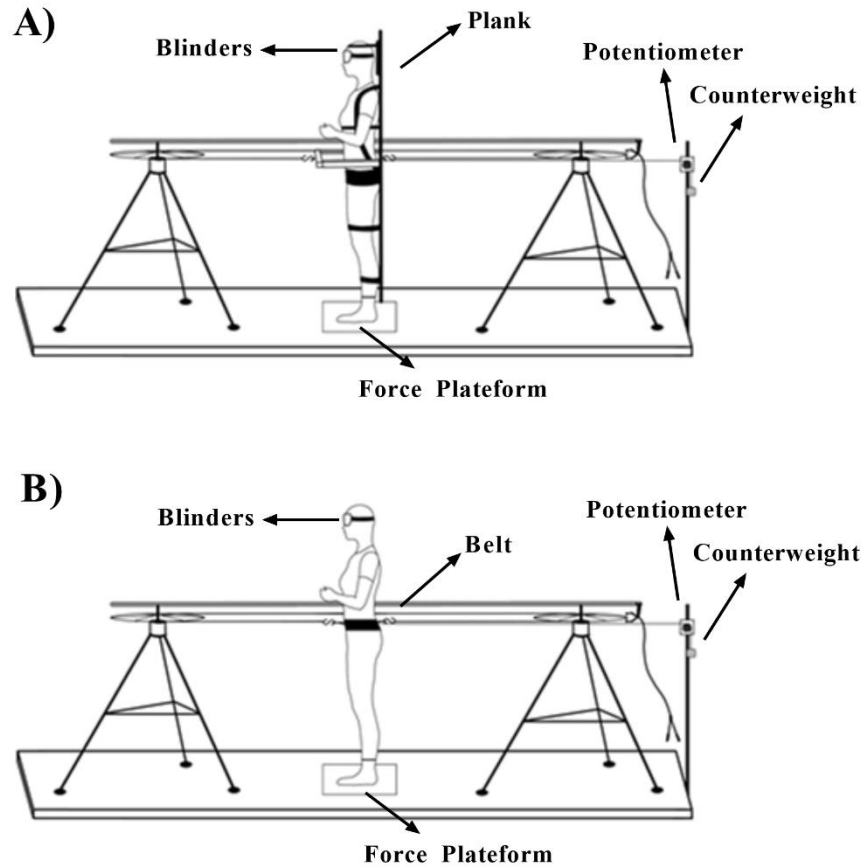 A)
Blinders
Plank
Potentiometer
Counterweight
Force Plateform
B)
Blinders
Belt
Potentiometer
Counterweight
Force Plateform